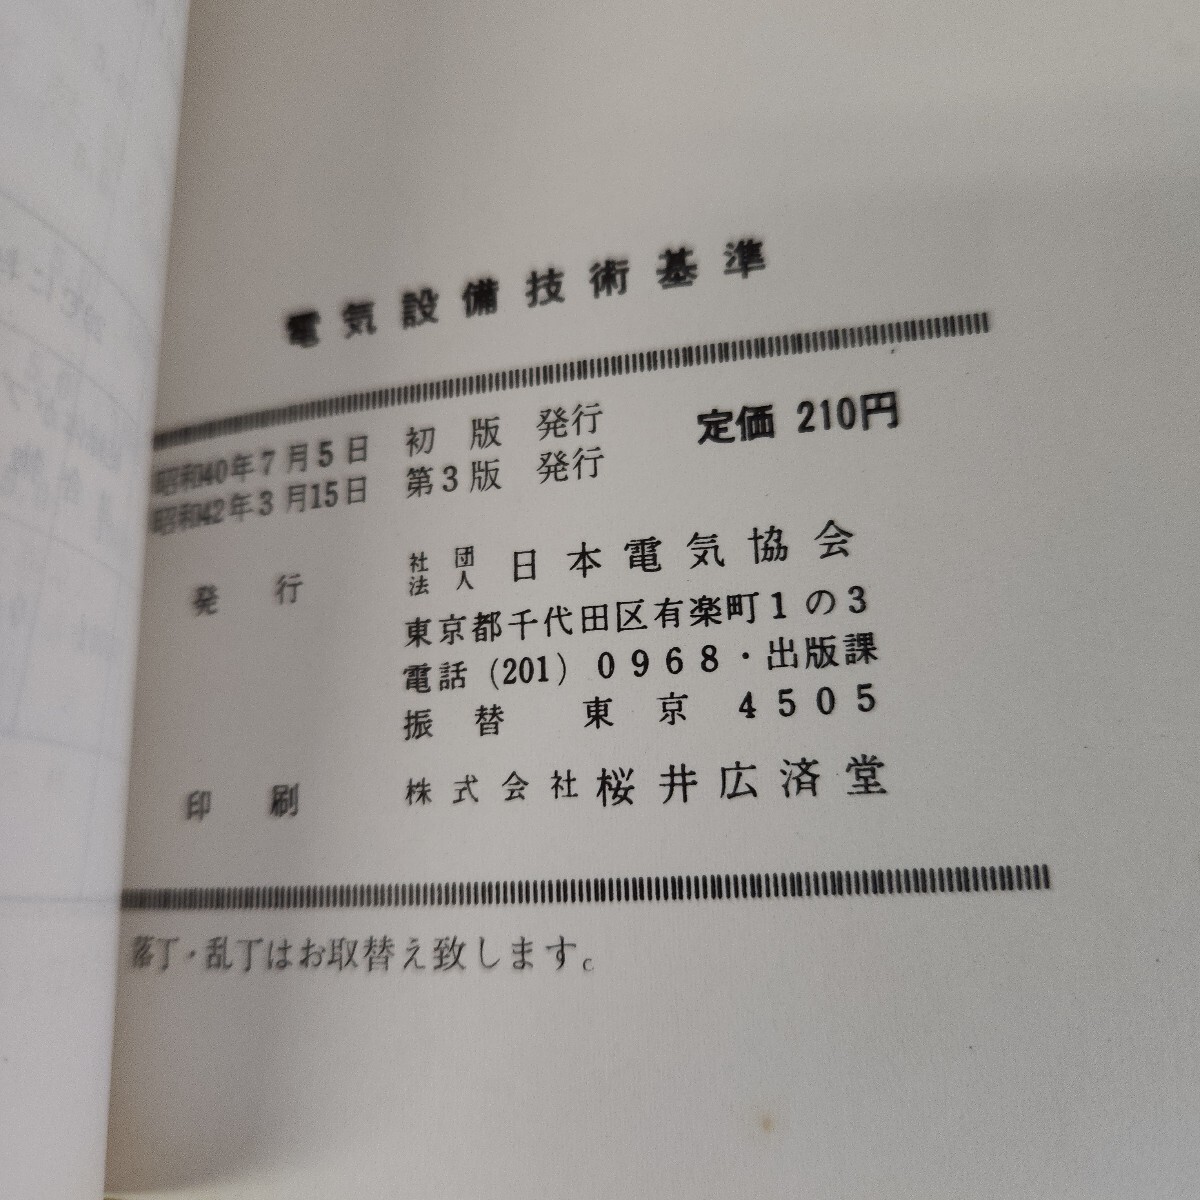 電気設備技術基準
昭和40年7月5日 初版 発行
昭和42年3月15日 第3版 発行
定価 210円
発行 社団法人 日本電気協会
東京都千代田区有楽町1の3
電話 (201) 0968・出版課
振替 東京 4505
印刷 株式会社 桜井広済堂
落丁・乱丁はお取替え致します。